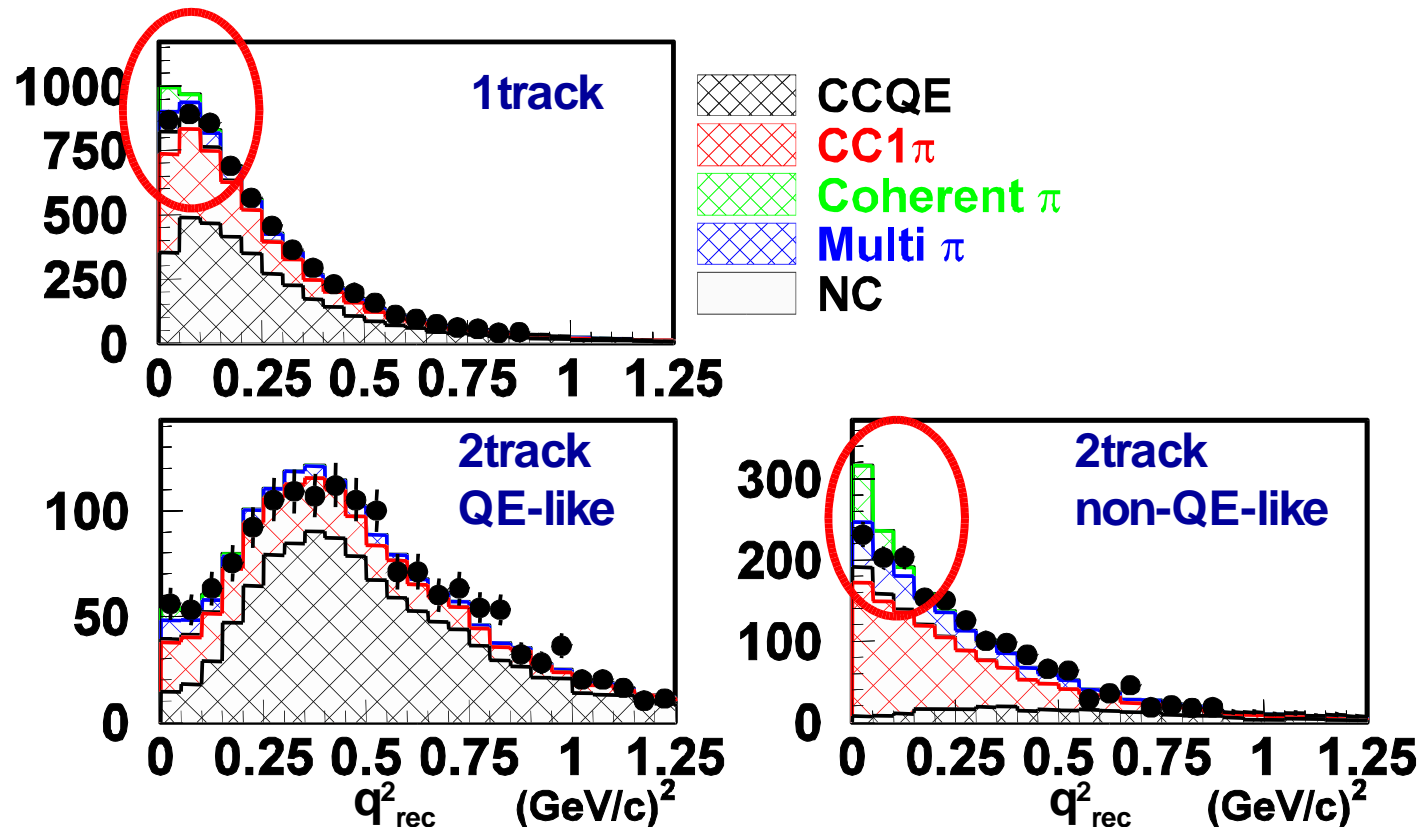 1000
750
500
250
0
0 0.25 0.5 0.75 1 1.25
1track
CCQE
CC1π
Coherent π
Multi π
NC
100
50
0
0 0.25 0.5 0.75 1 1.25
2track
QE-like
q²rec (GeV/c)²
300
200
100
0
0 0.25 0.5 0.75 1 1.25
2track
non-QE-like
q²rec (GeV/c)²